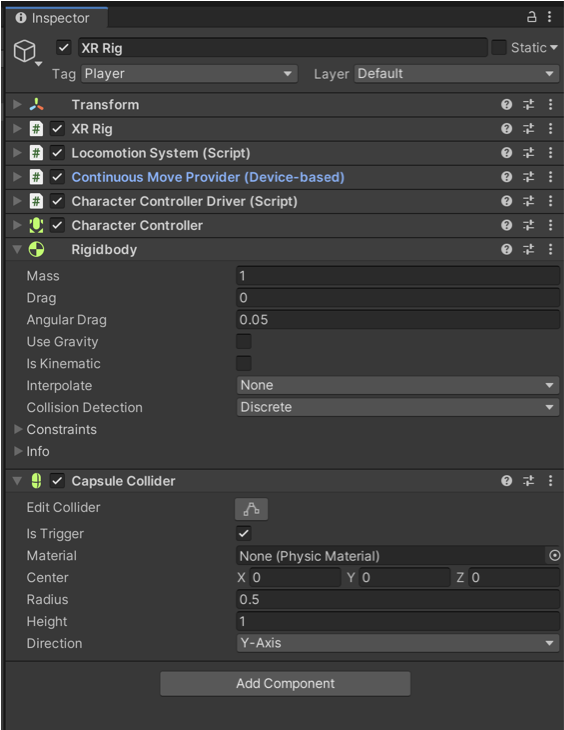 Inspector
XR Rig Static
Tag Player Layer Default
Transform
# XR Rig
# Locomotion System (Script)
# Continuous Move Provider (Device-based)
# Character Controller Driver (Script)
Character Controller
Rigidbody
Mass 1
Drag 0
Angular Drag 0.05
Use Gravity
Is Kinematic
Interpolate None
Collision Detection Discrete
Constraints
Info
Capsule Collider
Edit Collider
Is Trigger
Material None (Physic Material)
Center X 0 Y 0 Z 0
Radius 0.5
Height 1
Direction Y-Axis
Add Component